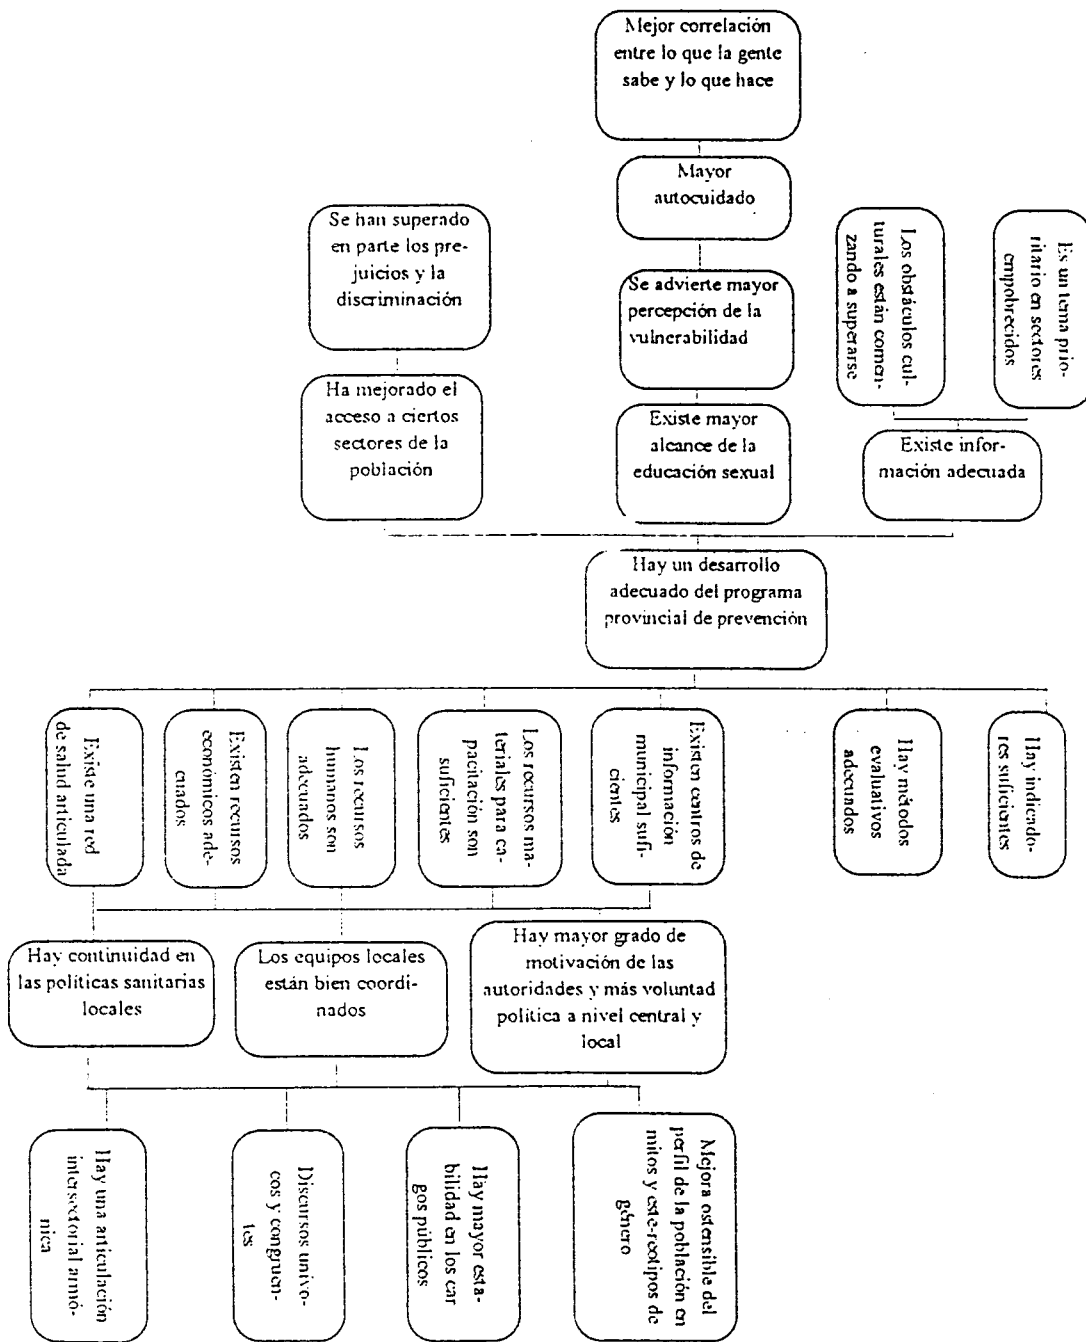 Mejor correlación
entre lo que la gente
sabe y lo que hace
Mayor
autocuidado
Se han superado
en parte los pre-
juicios y la
discriminación
Se advierte mayor
percepción de la
vulnerabilidad
Los obstáculos cul-
turales están comen-
zando a superarse
Es un tema prio-
ritario en sectores
empobrecidos
Ha mejorado el
acceso a ciertos
sectores de la
población
Existe mayor
alcance de la
educación sexual
Existe infor-
mación adecuada
Hay un desarrollo
adecuado del programa
provincial de prevención
Existe una red
de salud articulada
Existen recursos
económicos ade-
cuados
Los recursos
humanos son
adecuados
Los recursos ma-
teriales para ca-
pacitación son
suficientes
Existen centros de
información
municipal sufi-
cientes
Hay métodos
evaluativos
adecuados
Hay indicado-
res suficientes
Hay continuidad en
las políticas sanitarias
locales
Los equipos locales
están bien coordi-
nados
Hay mayor grado de
motivación de las
autoridades y más voluntad
política a nivel central y
local
Hay una articulación
intersectorial armó-
nica
Discursos unívo-
cos y congruen-
tes
Hay mayor esta-
bilidad en los car
gos públicos
Mejora ostensible del
perfil de la población en
mitos y este-reotipos de
género